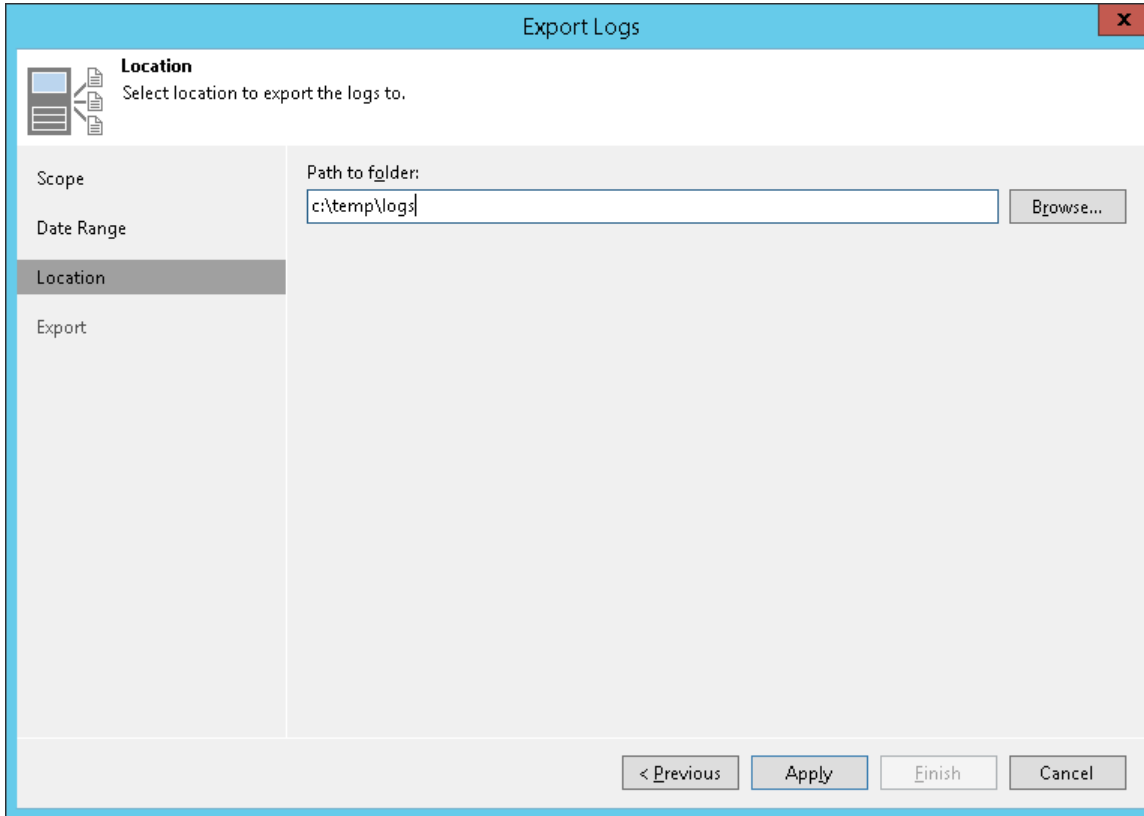 Export Logs
x
Location
Select location to export the logs to.
Scope
Date Range
Location
Export
Path to folder:
c:\temp\logs
Browse...
< Previous
Apply
Finish
Cancel